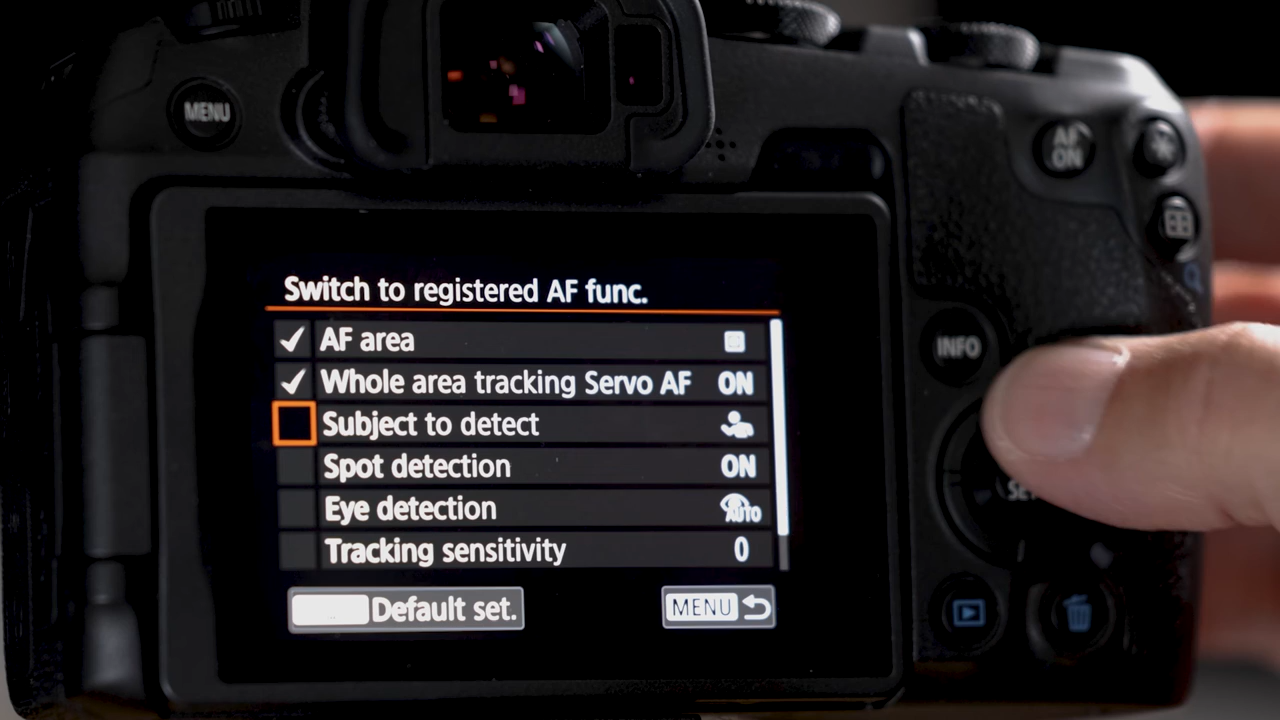 MENU
AF
ON
Switch to registered AF func.
AF area
Whole area tracking Servo AF ON
INFO
Subject to detect
Spot detection ON
Eye detection AUTO
Tracking sensitivity 0
Default set. MENU